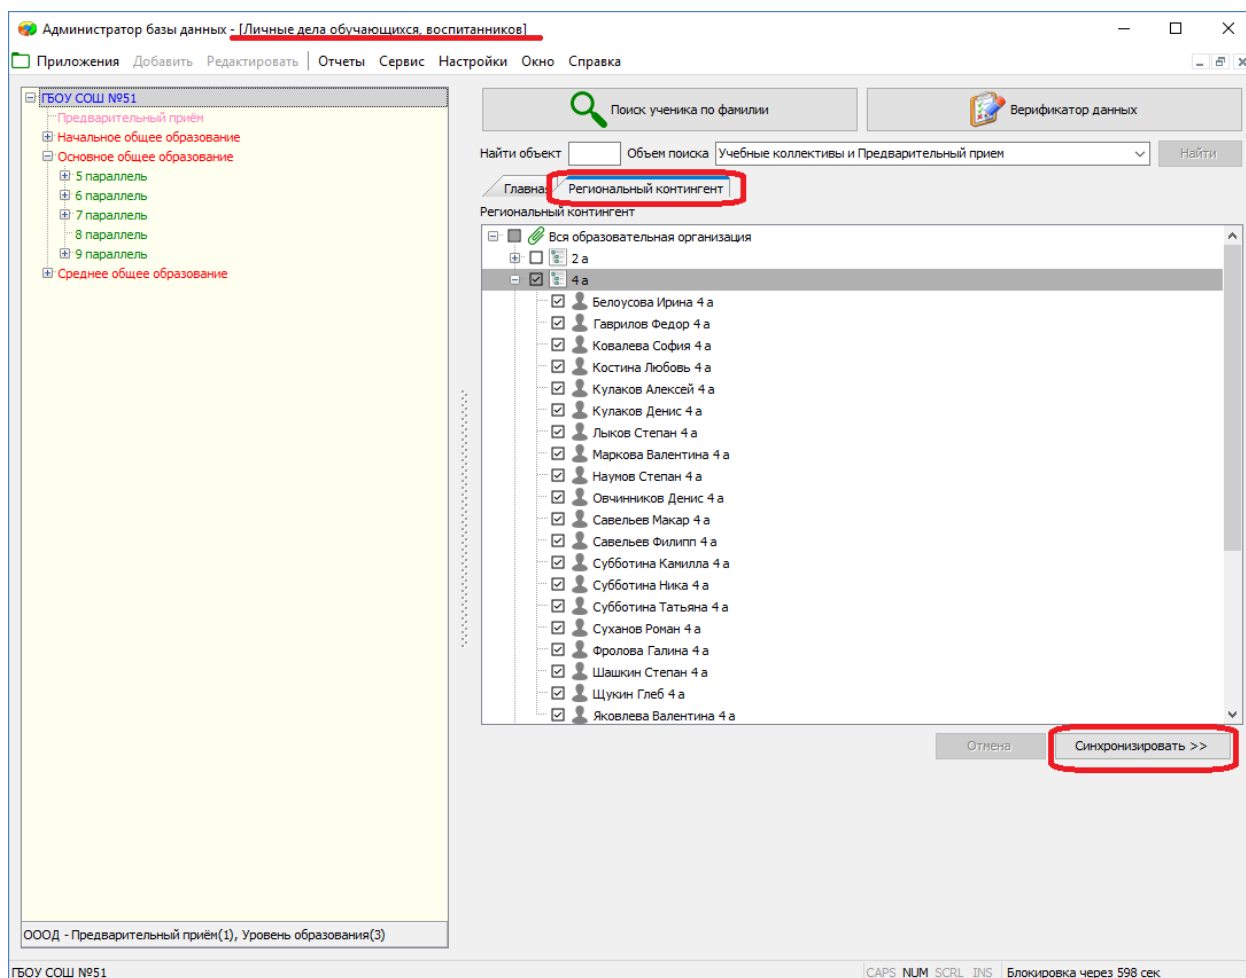 Администратор базы данных - [Личные дела обучающихся, воспитанников]
Приложения Добавить Редактировать Отчеты Сервис Настройки Окно Справка
ГБОУ СОШ №51
Предварительный приём
Начальное общее образование
Основное общее образование
5 параллель
6 параллель
7 параллель
8 параллель
9 параллель
Среднее общее образование
ОООД - Предварительный приём(1), Уровень образования(3)
Поиск ученика по фамилии
Верификатор данных
Найти объект Объем поиска Учебные коллективы и Предварительный прием Найти
Главная Региональный контингент
Региональный контингент
Вся образовательная организация
2 а
4 а
Белоусова Ирина 4 а
Гаврилов Федор 4 а
Ковалева София 4 а
Костина Любовь 4 а
Кулаков Алексей 4 а
Кулаков Денис 4 а
Лыков Степан 4 а
Маркова Валентина 4 а
Наумов Степан 4 а
Овчинников Денис 4 а
Савельев Макар 4 а
Савельев Филипп 4 а
Субботина Камилла 4 а
Субботина Ника 4 а
Субботина Татьяна 4 а
Суханов Роман 4 а
Фролова Галина 4 а
Шашкин Степан 4 а
Щукин Глеб 4 а
Яковлева Валентина 4 а
Отмена Синхронизировать >>
ГБОУ СОШ №51 CAPS NUM SCRL INS Блокировка через 598 сек